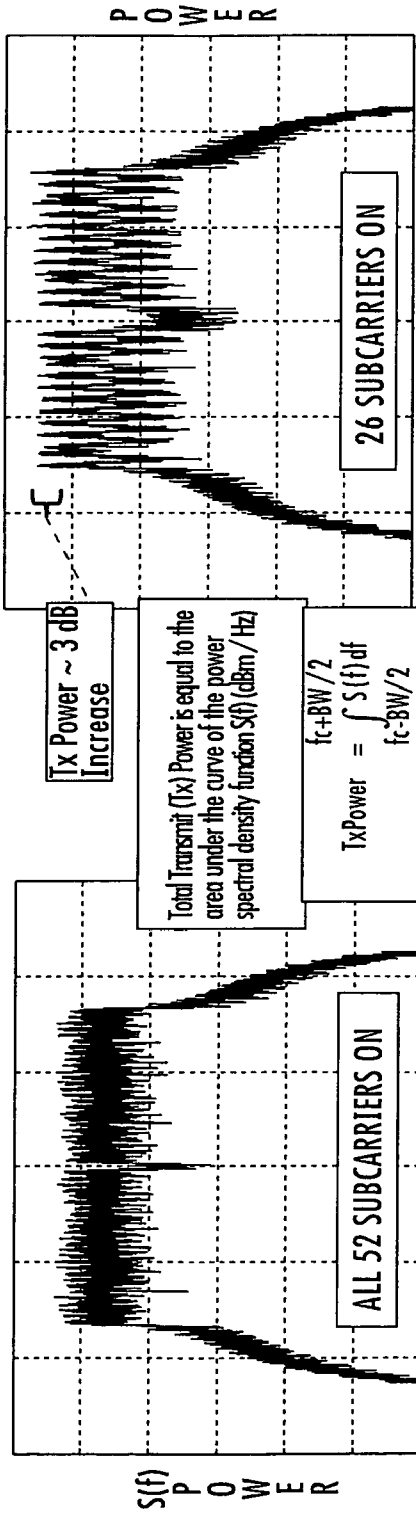 S(f)
P
O
W
E
R
ALL 52 SUBCARRIERS ON
Tx Power ~ 3 dB
Increase
Total Transmit (Tx) Power is equal to the
area under the curve of the power
spectral density function S(f) (dBm/Hz)
fc+BW/2
TxPower = ∫ S(f)df
fc-BW/2
26 SUBCARRIERS ON
P
O
W
E
R